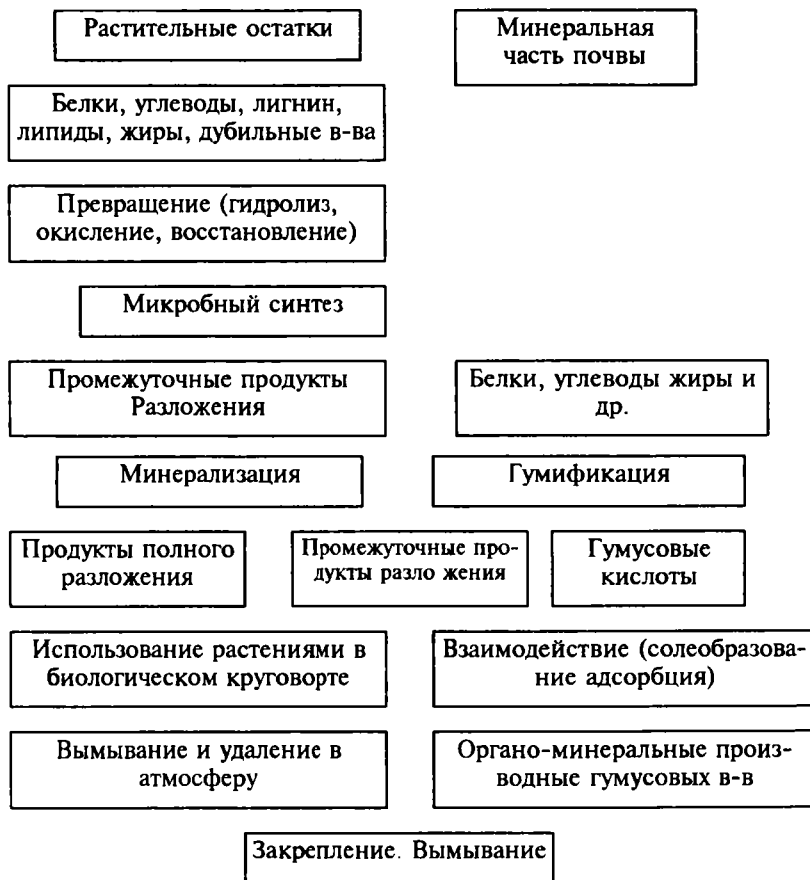 Растительные остатки
Минеральная
часть почвы
Белки, углеводы, лигнин,
липиды, жиры, дубильные в-ва
Превращение (гидролиз,
окисление, восстановление)
Микробный синтез
Промежуточные продукты
Разложения
Белки, углеводы жиры и
др.
Минерализация
Гумификация
Продукты полного
разложения
Промежуточные про-
дукты разло жения
Гумусовые
кислоты
Использование растениями в
биологическом круговорте
Взаимодействие (солеобразова-
ние адсорбция)
Вымывание и удаление в
атмосферу
Органо-минеральные произ-
водные гумусовых в-в
Закрепление. Вымывание